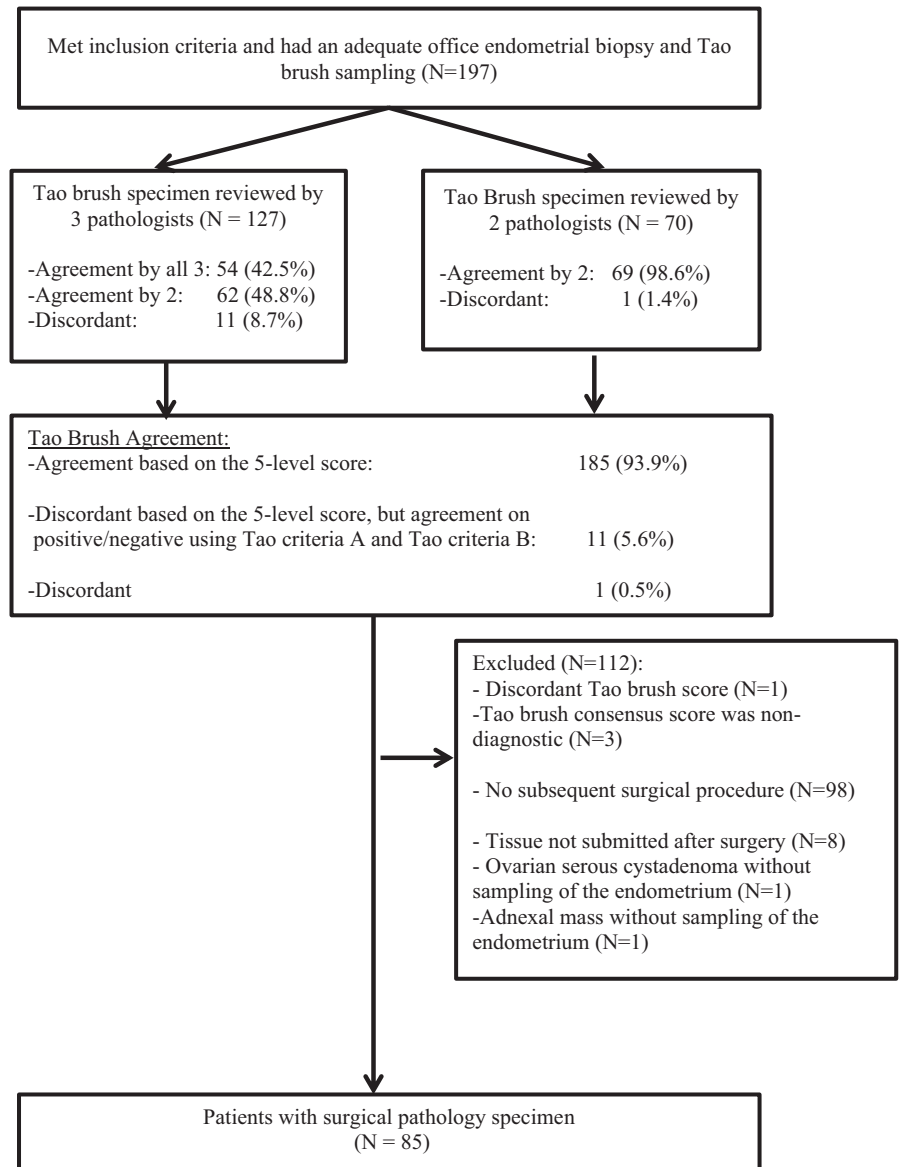 Met inclusion criteria and had an adequate office endometrial biopsy and Tao
brush sampling (N=197)
Tao brush specimen reviewed by
3 pathologists (N = 127)
-Agreement by all 3: 54 (42.5%)
-Agreement by 2: 62 (48.8%)
-Discordant: 11 (8.7%)
Tao Brush specimen reviewed by
2 pathologists (N = 70)
-Agreement by 2: 69 (98.6%)
-Discordant: 1 (1.4%)
Tao Brush Agreement:
-Agreement based on the 5-level score: 185 (93.9%)
-Discordant based on the 5-level score, but agreement on
positive/negative using Tao criteria A and Tao criteria B: 11 (5.6%)
-Discordant 1 (0.5%)
Excluded (N=112):
- Discordant Tao brush score (N=1)
-Tao brush consensus score was non-
diagnostic (N=3)
- No subsequent surgical procedure (N=98)
- Tissue not submitted after surgery (N=8)
- Ovarian serous cystadenoma without
sampling of the endometrium (N=1)
-Adnexal mass without sampling of the
endometrium (N=1)
Patients with surgical pathology specimen
(N = 85)